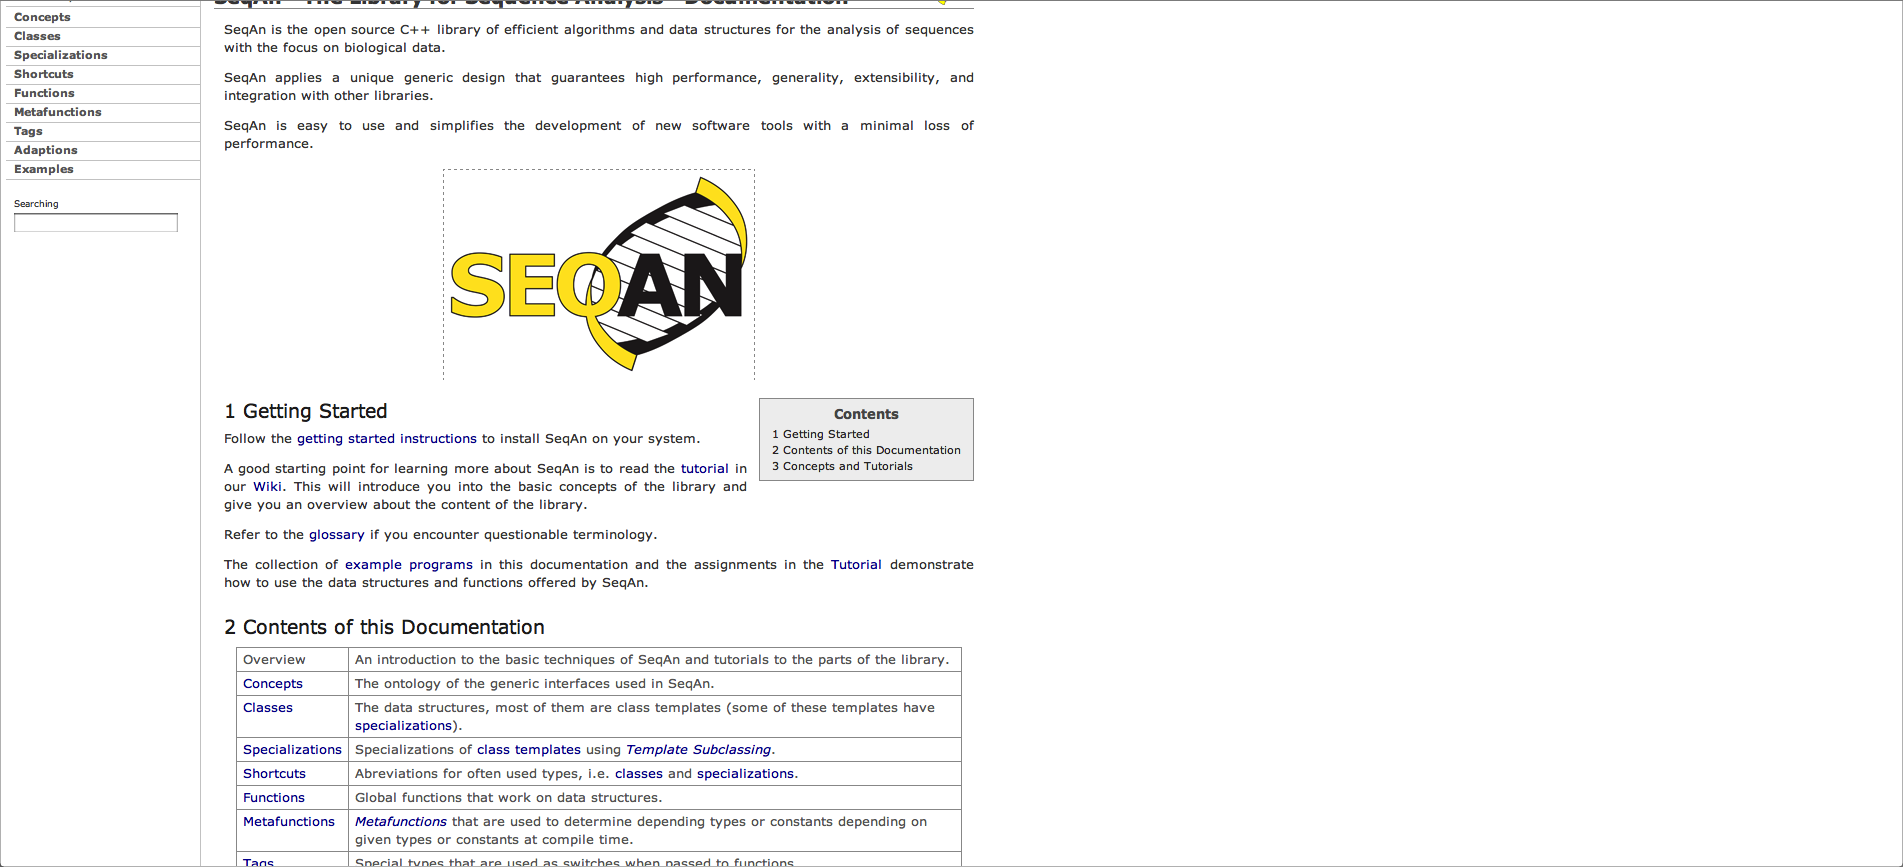 Concepts
Classes
Specializations
Shortcuts
Functions
Metafunctions
Tags
Adaptions
Examples
Searching
SeqAn - The Library for Sequence Analysis - Documentation
SeqAn is the open source C++ library of efficient algorithms and data structures for the analysis of sequences
with the focus on biological data.
SeqAn applies a unique generic design that guarantees high performance, generality, extensibility, and
integration with other libraries.
SeqAn is easy to use and simplifies the development of new software tools with a minimal loss of
performance.
SEQAN
1 Getting Started
Follow the getting started instructions to install SeqAn on your system.
A good starting point for learning more about SeqAn is to read the tutorial in
our Wiki. This will introduce you into the basic concepts of the library and
give you an overview about the content of the library.
Contents
1 Getting Started
2 Contents of this Documentation
3 Concepts and Tutorials
Refer to the glossary if you encounter questionable terminology.
The collection of example programs in this documentation and the assignments in the Tutorial demonstrate
how to use the data structures and functions offered by SeqAn.
2 Contents of this Documentation
Overview An introduction to the basic techniques of SeqAn and tutorials to the parts of the library.
Concepts The ontology of the generic interfaces used in SeqAn.
Classes The data structures, most of them are class templates (some of these templates have
specializations).
Specializations Specializations of class templates using Template Subclassing.
Shortcuts Abreviations for often used types, i.e. classes and specializations.
Functions Global functions that work on data structures.
Metafunctions Metafunctions that are used to determine depending types or constants depending on
given types or constants at compile time.
Tags Special types that are used as switches when passed to functions.